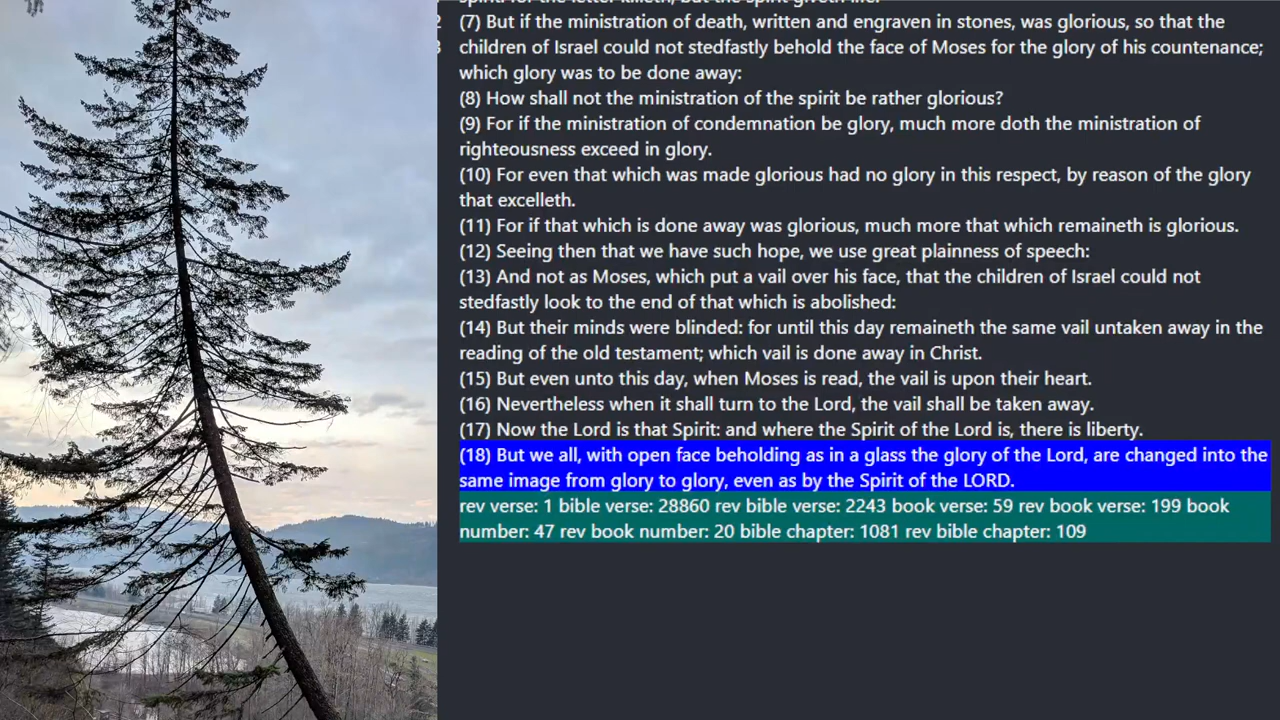 (7) But if the ministration of death, written and engraven in stones, was glorious, so that the
children of Israel could not stedfastly behold the face of Moses for the glory of his countenance;
which glory was to be done away:
(8) How shall not the ministration of the spirit be rather glorious?
(9) For if the ministration of condemnation be glory, much more doth the ministration of
righteousness exceed in glory.
(10) For even that which was made glorious had no glory in this respect, by reason of the glory
that excelleth.
(11) For if that which is done away was glorious, much more that which remaineth is glorious.
(12) Seeing then that we have such hope, we use great plainness of speech:
(13) And not as Moses, which put a vail over his face, that the children of Israel could not
stedfastly look to the end of that which is abolished:
(14) But their minds were blinded: for until this day remaineth the same vail untaken away in the
reading of the old testament; which vail is done away in Christ.
(15) But even unto this day, when Moses is read, the vail is upon their heart.
(16) Nevertheless when it shall turn to the Lord, the vail shall be taken away.
(17) Now the Lord is that Spirit: and where the Spirit of the Lord is, there is liberty.
(18) But we all, with open face beholding as in a glass the glory of the Lord, are changed into the
same image from glory to glory, even as by the Spirit of the LORD.
rev verse: 1 bible verse: 28860 rev bible verse: 2243 book verse: 59 rev book verse: 199 book
number: 47 rev book number: 20 bible chapter: 1081 rev bible chapter: 109